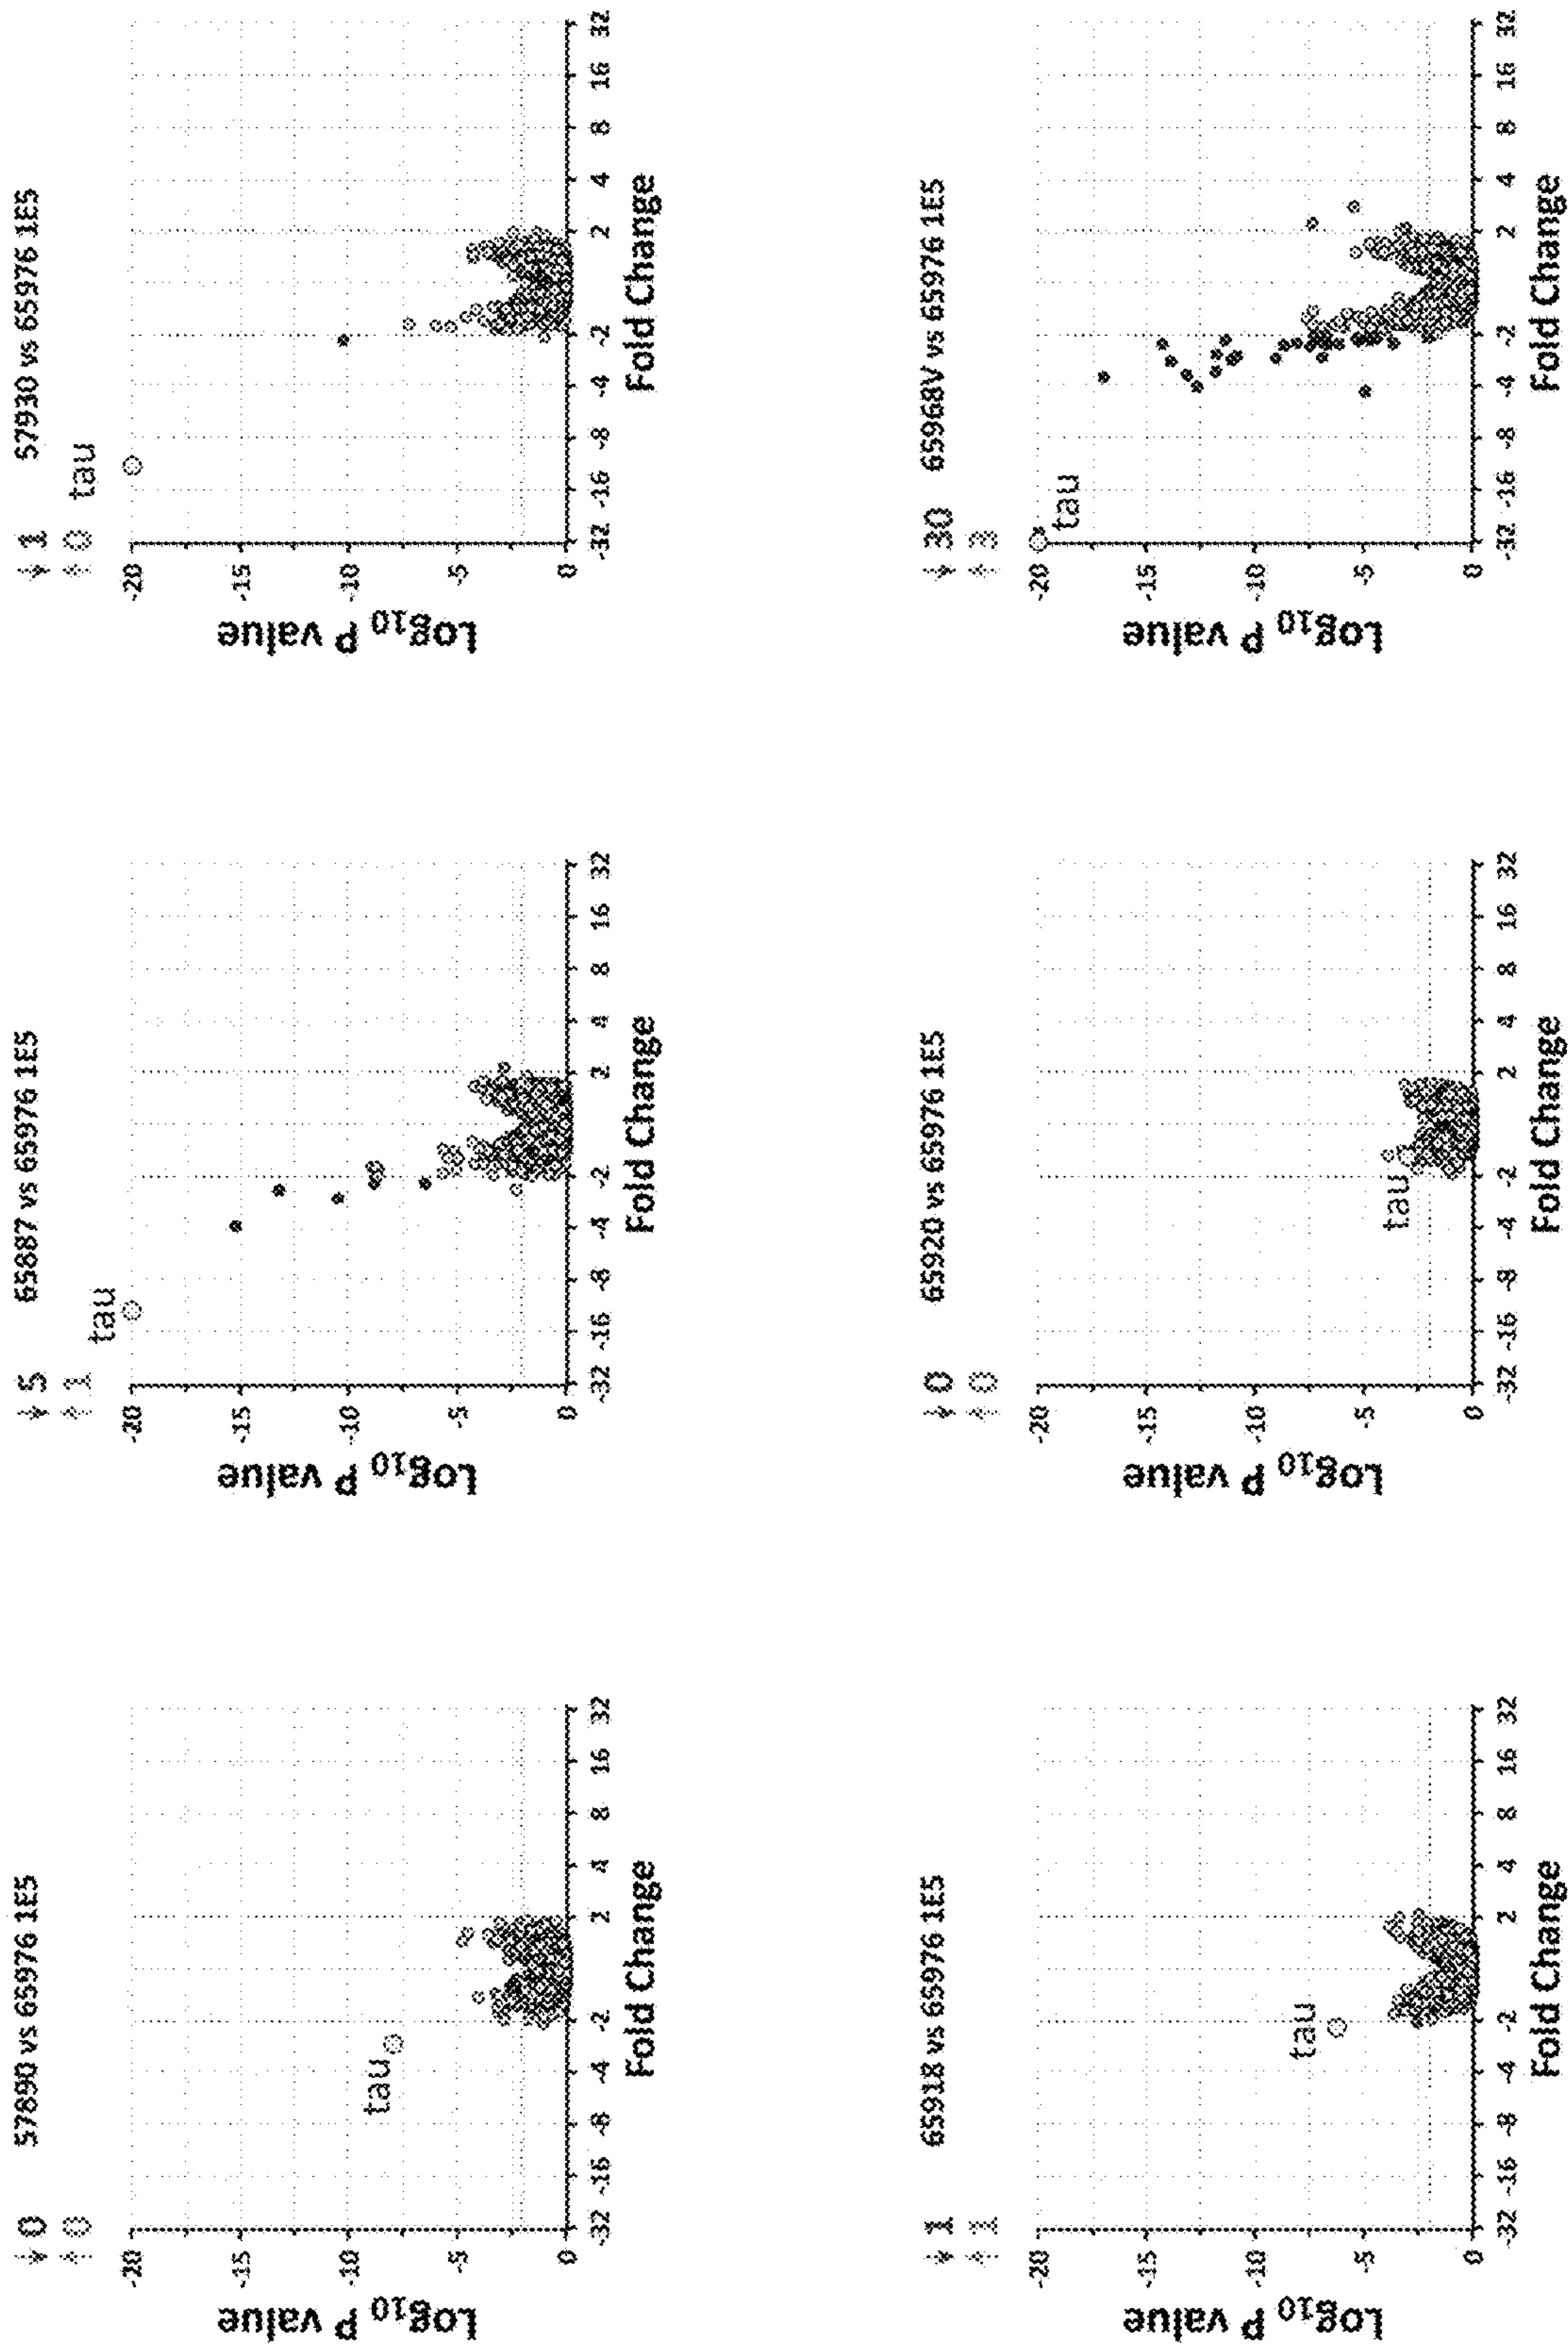 ↓ 0 57890 vs 65976 1E5
↑ 0
tau
Log10 P value
-20
-15
-10
-5
0
-32 -16 -8 -4 -2 2 4 8 16 32
Fold Change
↓ 5 65887 vs 65976 1E5
↑ 1
tau
Log10 P value
-20
-15
-10
-5
0
-32 -16 -8 -4 -2 2 4 8 16 32
Fold Change
↓ 1 57930 vs 65976 1E5
↑ 0
tau
Log10 P value
-20
-15
-10
-5
0
-32 -16 -8 -4 -2 2 4 8 16 32
Fold Change
↓ 1 65918 vs 65976 1E5
↑ 1
tau
Log10 P value
-20
-15
-10
-5
0
-32 -16 -8 -4 -2 2 4 8 16 32
Fold Change
↓ 0 65920 vs 65976 1E5
↑ 0
tau
Log10 P value
-20
-15
-10
-5
0
-32 -16 -8 -4 -2 2 4 8 16 32
Fold Change
↓ 30 65968V vs 65976 1E5
↑ 3
tau
Log10 P value
-20
-15
-10
-5
0
-32 -16 -8 -4 -2 2 4 8 16 32
Fold Change